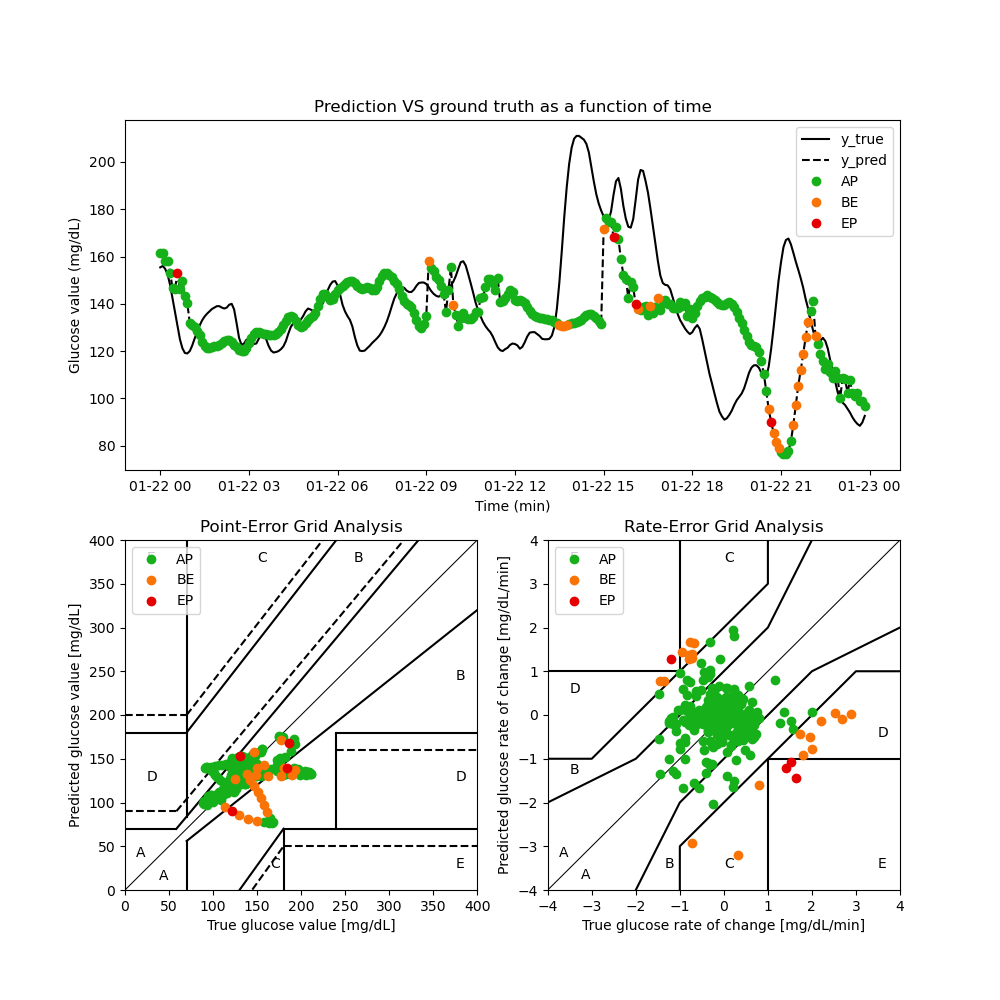 Prediction VS ground truth as a function of time
Glucose value (mg/dL)
200
180
160
140
120
100
80
y_true
y_pred
AP
BE
EP
01-22 00 01-22 03 01-22 06 01-22 09 01-22 12 01-22 15 01-22 18 01-22 21 01-23 00
Time (min)
Point-Error Grid Analysis
Predicted glucose value [mg/dL]
400
350
300
250
200
150
100
50
0
AP
BE
EP
C B
B
D D
A
A C E
0 50 100 150 200 250 300 350 400
True glucose value [mg/dL]
Rate-Error Grid Analysis
Predicted glucose rate of change [mg/dL/min]
4
3
2
1
0
−1
−2
−3
−4
AP
BE
EP
C
D
D
B
A
A B C E
−4 −3 −2 −1 0 1 2 3 4
True glucose rate of change [mg/dL/min]